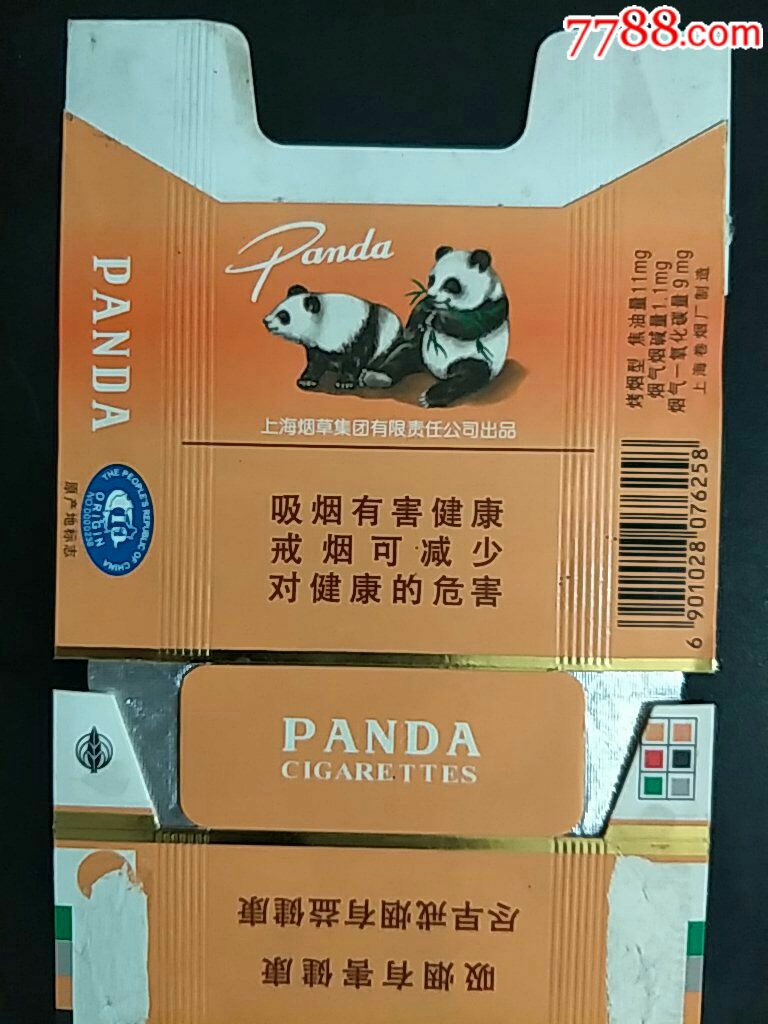 7788.com
Panda
上海烟草集团有限责任公司出品
吸烟有害健康
戒烟可减少
对健康的危害
PANDA
THE PEOPLE'S REPUBLIC OF CHINA
ORIGIN
NO.0000238
原产地标志
烤烟型 焦油量11mg
烟气烟碱量1.1mg
烟气一氧化碳量9mg
上海卷烟厂制造
6 901028 076258
PANDA
CIGARETTES
尽早戒烟有益健康
吸烟有害健康